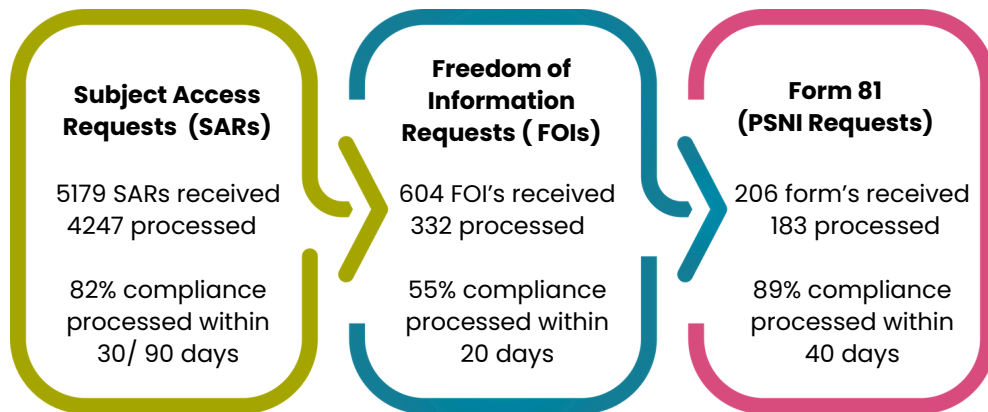 Subject Access
Requests (SARs)
5179 SARs received
4247 processed
82% compliance
processed within
30/ 90 days
Freedom of
Information
Requests ( FOIs)
604 FOI's received
332 processed
55% compliance
processed within
20 days
Form 81
(PSNI Requests)
206 form's received
183 processed
89% compliance
processed within
40 days